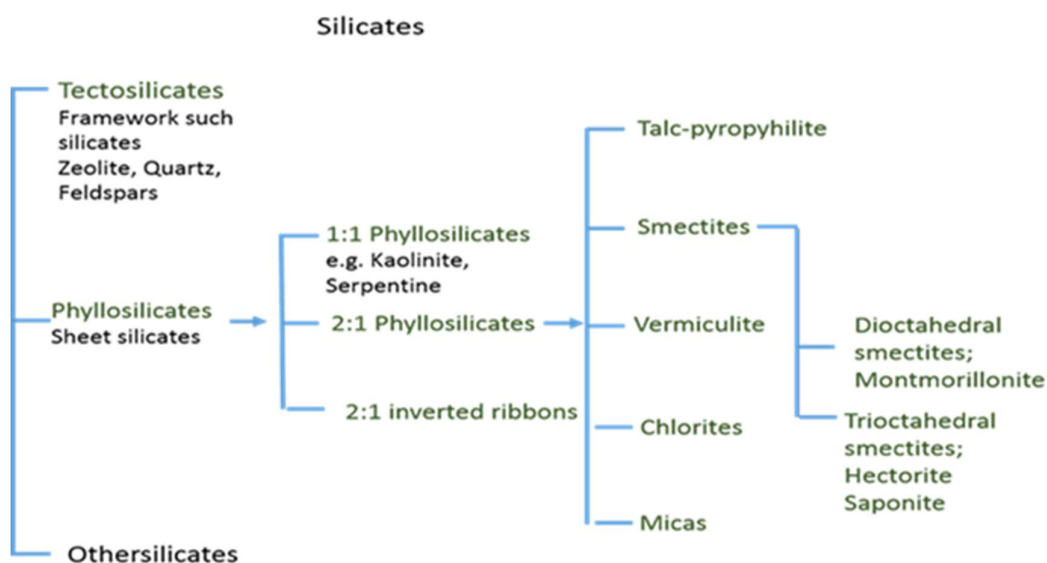 Silicates
Tectosilicates
Framework such
silicates
Zeolite, Quartz,
Feldspars
Phyllosilicates
Sheet silicates
Othersilicates
1:1 Phyllosilicates
e.g. Kaolinite,
Serpentine
2:1 Phyllosilicates
2:1 inverted ribbons
Talc-pyropyhilite
Smectites
Vermiculite
Chlorites
Micas
Dioctahedral
smectites;
Montmorillonite
Trioctahedral
smectites;
Hectorite
Saponite